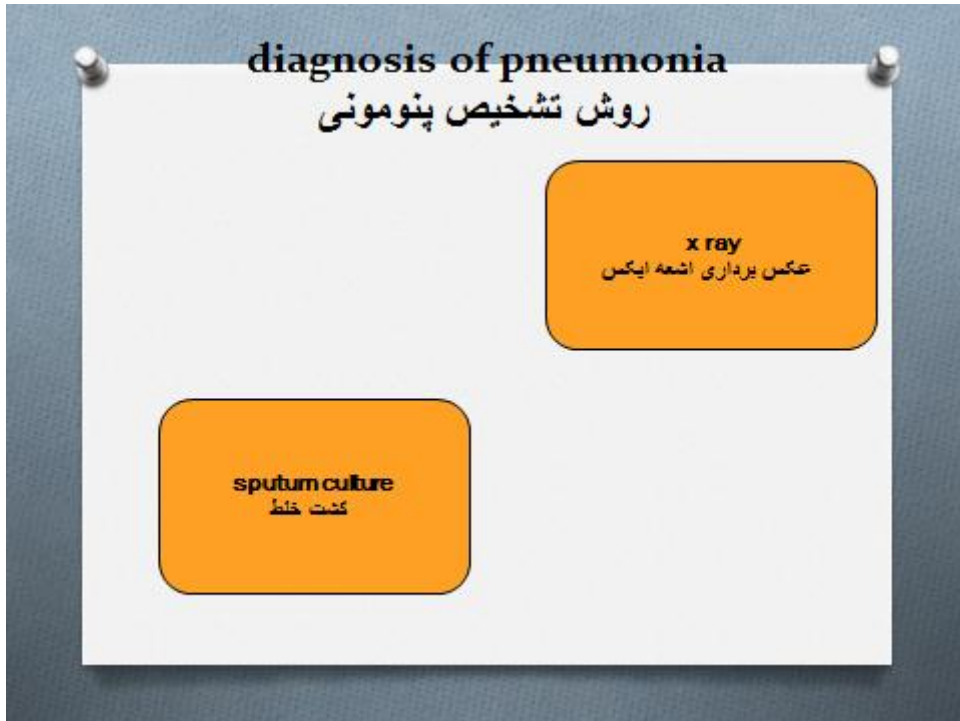 diagnosis of pneumonia
روش تشخیص پنومونی
x ray
عکس برداری اشعه ایکس
sputum culture
کشت خلط